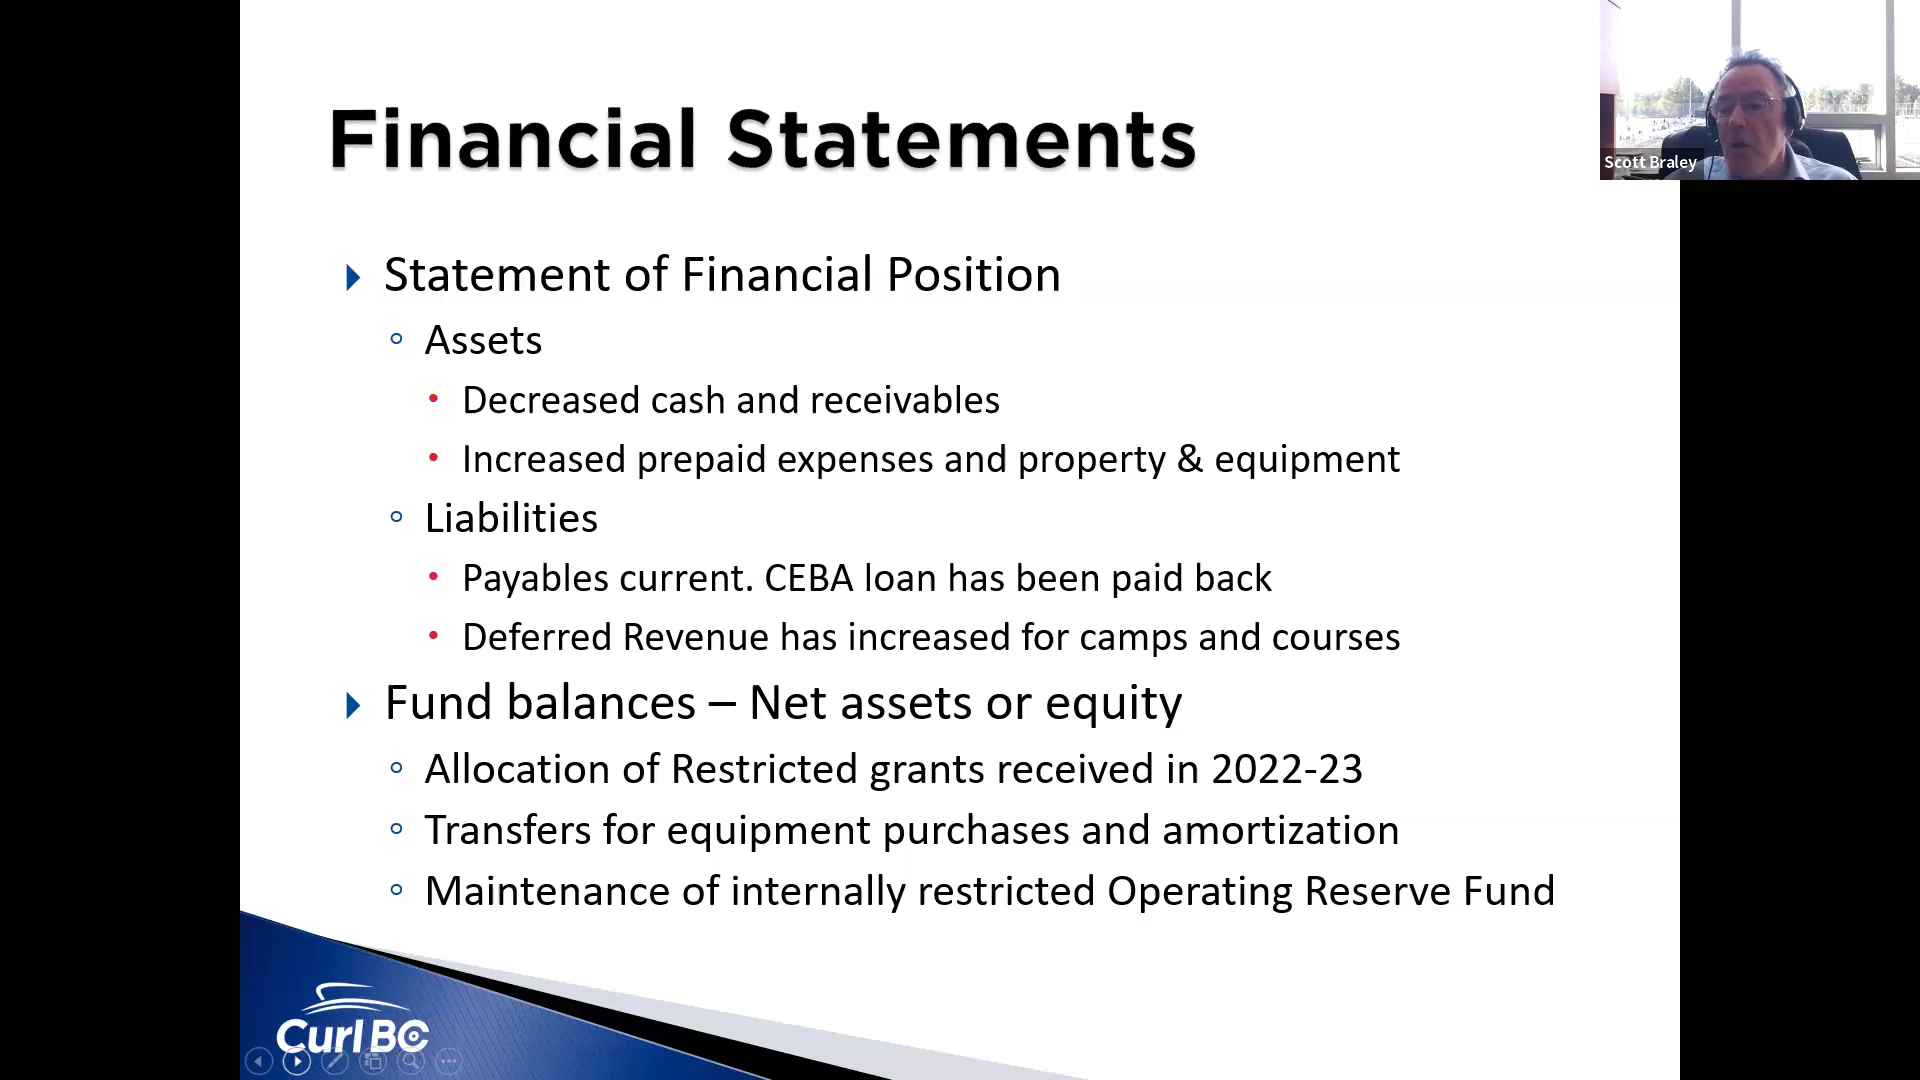 Financial Statements
Scott Braley
Statement of Financial Position
Assets
Decreased cash and receivables
Increased prepaid expenses and property & equipment
Liabilities
Payables current. CEBA loan has been paid back
Deferred Revenue has increased for camps and courses
Fund balances – Net assets or equity
Allocation of Restricted grants received in 2022-23
Transfers for equipment purchases and amortization
Maintenance of internally restricted Operating Reserve Fund
Curl BC